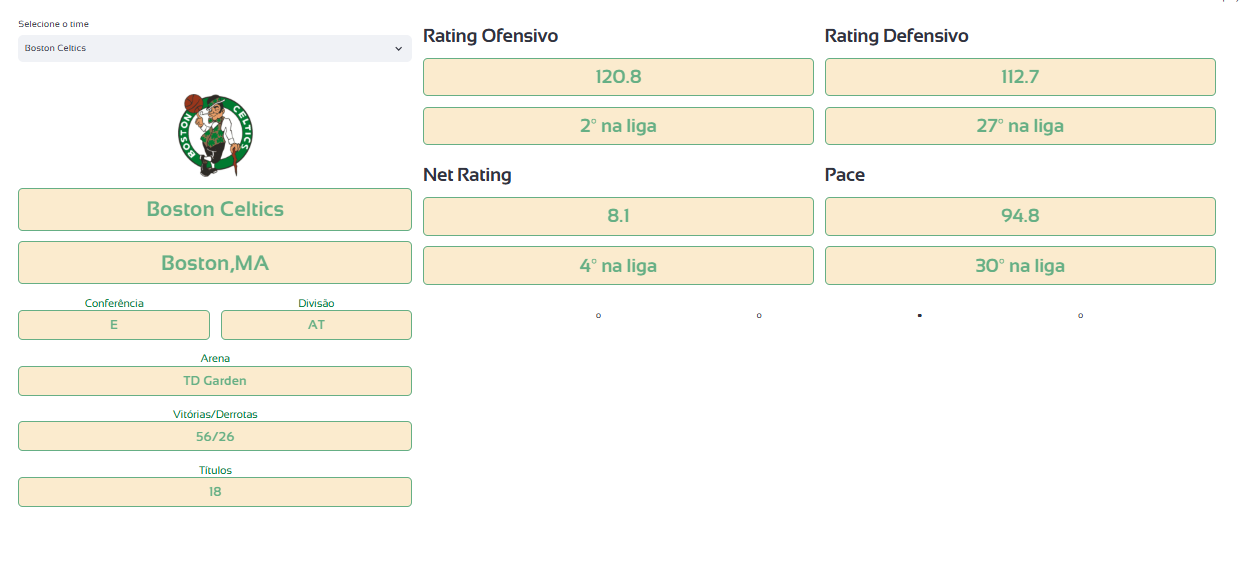 Selecione o time
Boston Celtics
BOSTON CELTICS
Boston Celtics
Boston,MA
Conferência
Divisão
E
AT
Arena
TD Garden
Vitórias/Derrotas
56/26
Títulos
18
Rating Ofensivo
120.8
2° na liga
Rating Defensivo
112.7
27° na liga
Net Rating
8.1
4° na liga
Pace
94.8
30° na liga